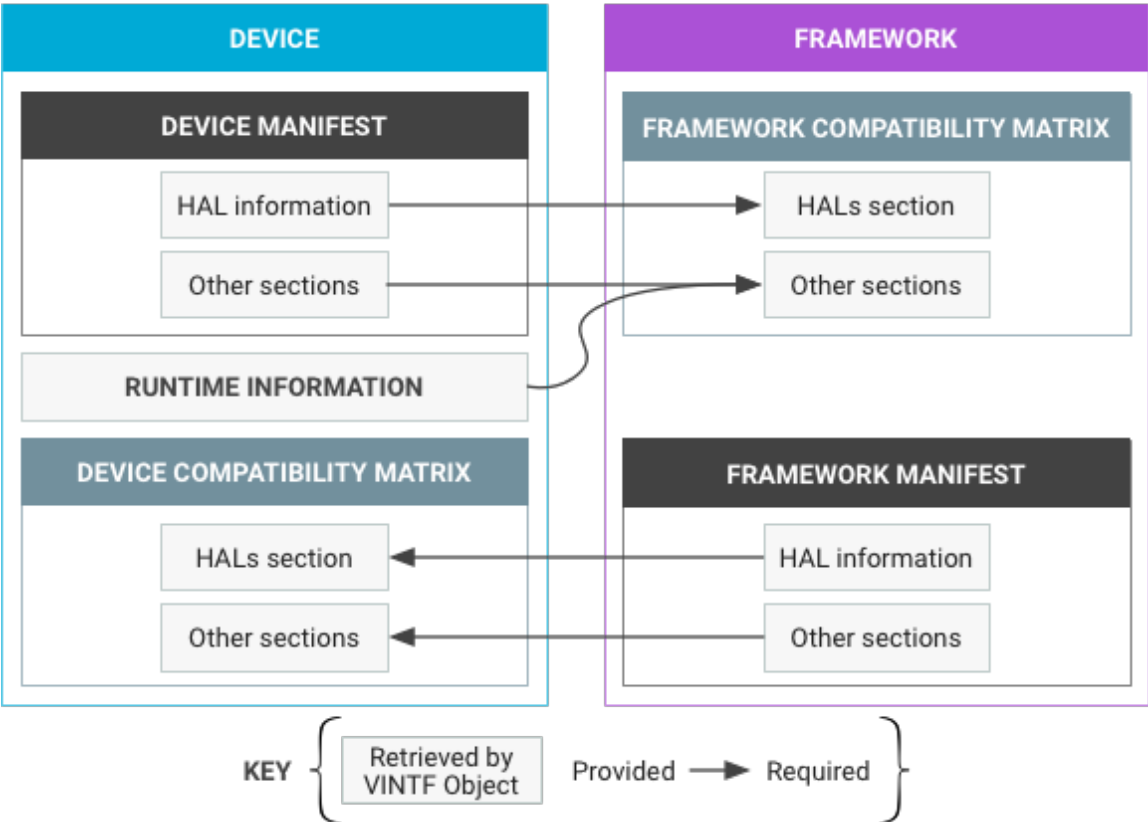 DEVICE
DEVICE MANIFEST
HAL information
Other sections
RUNTIME INFORMATION
DEVICE COMPATIBILITY MATRIX
HALs section
Other sections
FRAMEWORK
FRAMEWORK COMPATIBILITY MATRIX
HALs section
Other sections
FRAMEWORK MANIFEST
HAL information
Other sections
KEY
Retrieved by
VINTF Object
Provided
Required